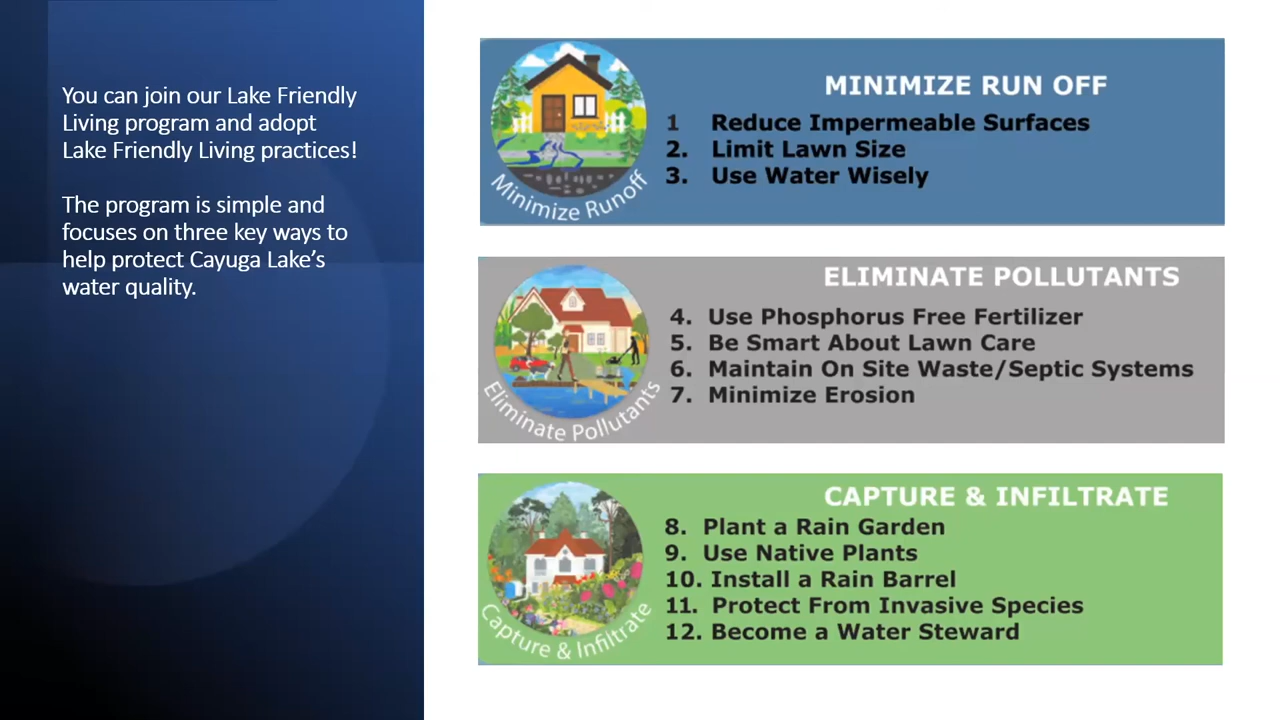 You can join our Lake Friendly
Living program and adopt
Lake Friendly Living practices!
The program is simple and
focuses on three key ways to
help protect Cayuga Lake’s
water quality.
Minimize Runoff
MINIMIZE RUN OFF
1 Reduce Impermeable Surfaces
2. Limit Lawn Size
3. Use Water Wisely
Eliminate Pollutants
ELIMINATE POLLUTANTS
4. Use Phosphorus Free Fertilizer
5. Be Smart About Lawn Care
6. Maintain On Site Waste/Septic Systems
7. Minimize Erosion
Capture & Infiltrate
CAPTURE & INFILTRATE
8. Plant a Rain Garden
9. Use Native Plants
10. Install a Rain Barrel
11. Protect From Invasive Species
12. Become a Water Steward